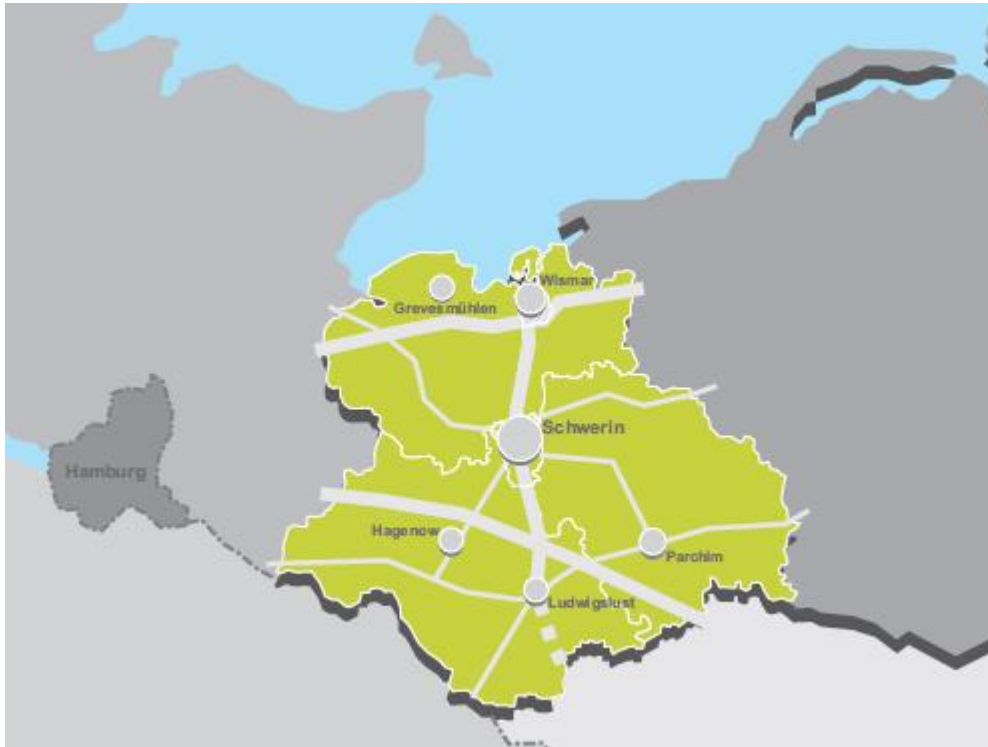 Wismar
Grevesmühlen
Schwerin
Hamburg
Hagenow
Parchim
Ludwigslust